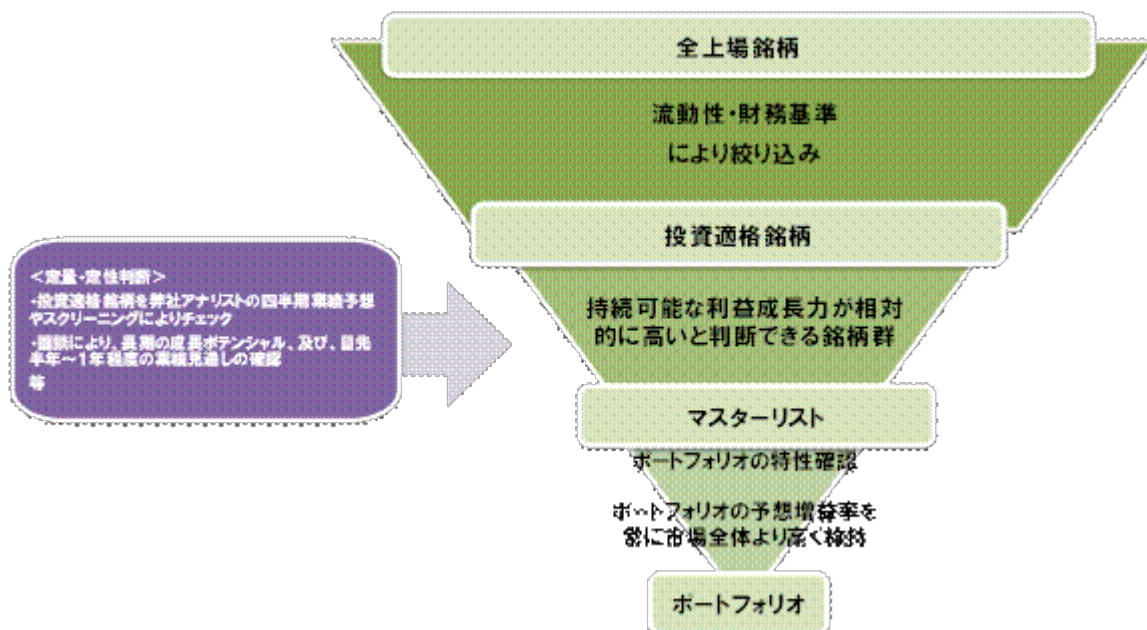 全上場銘柄
流動性・財務基準
により絞り込み
投資適格銘柄
<定量・定性判断>
・投資適格銘柄を弊社アナリストの四半期業績予想
やスクリーニングによりチェック
・面談により、長期の成長ポテンシャル、及び、目先
半年~1年程度の業績見通しの確認
等
持続可能な利益成長力が相対
的に高いと判断できる銘柄群
マスターリスト
ポートフォリオの特性確認
ポートフォリオの予想増益率を
常に市場全体より高く維持
ポートフォリオ